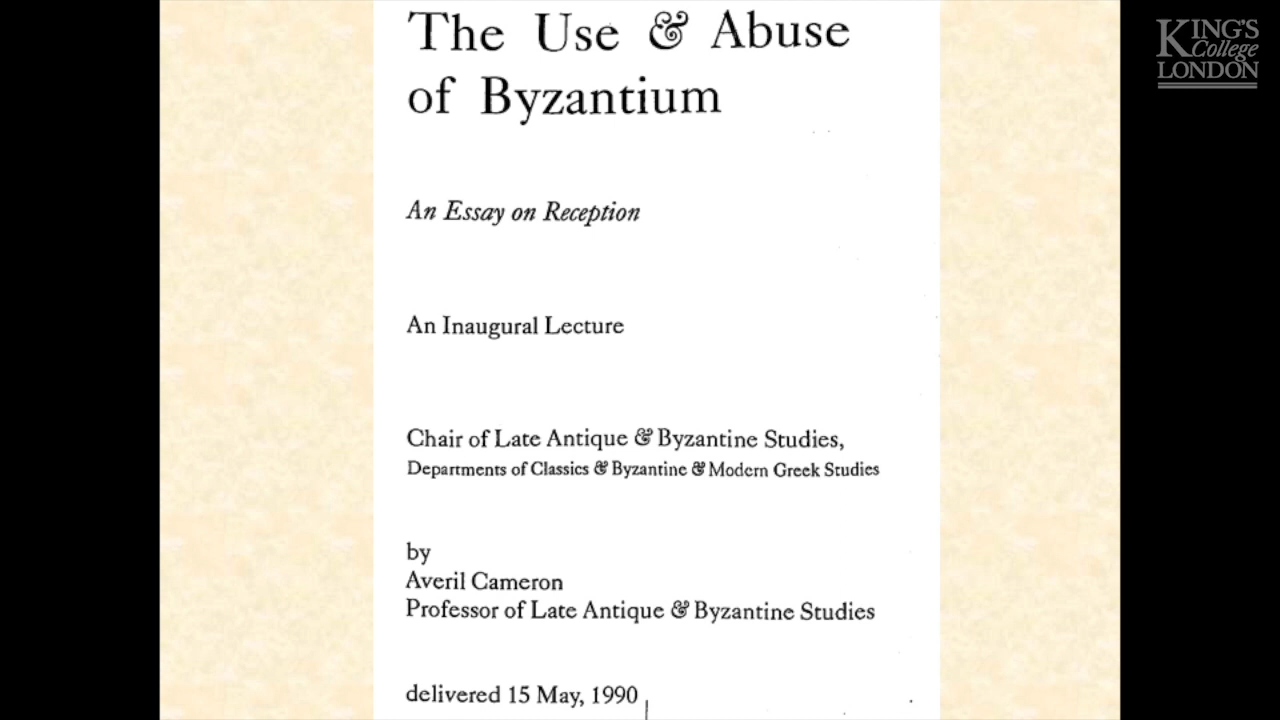 The Use & Abuse
of Byzantium
An Essay on Reception
An Inaugural Lecture
Chair of Late Antique & Byzantine Studies,
Departments of Classics & Byzantine & Modern Greek Studies
by
Averil Cameron
Professor of Late Antique & Byzantine Studies
delivered 15 May, 1990
KING'S
College
LONDON